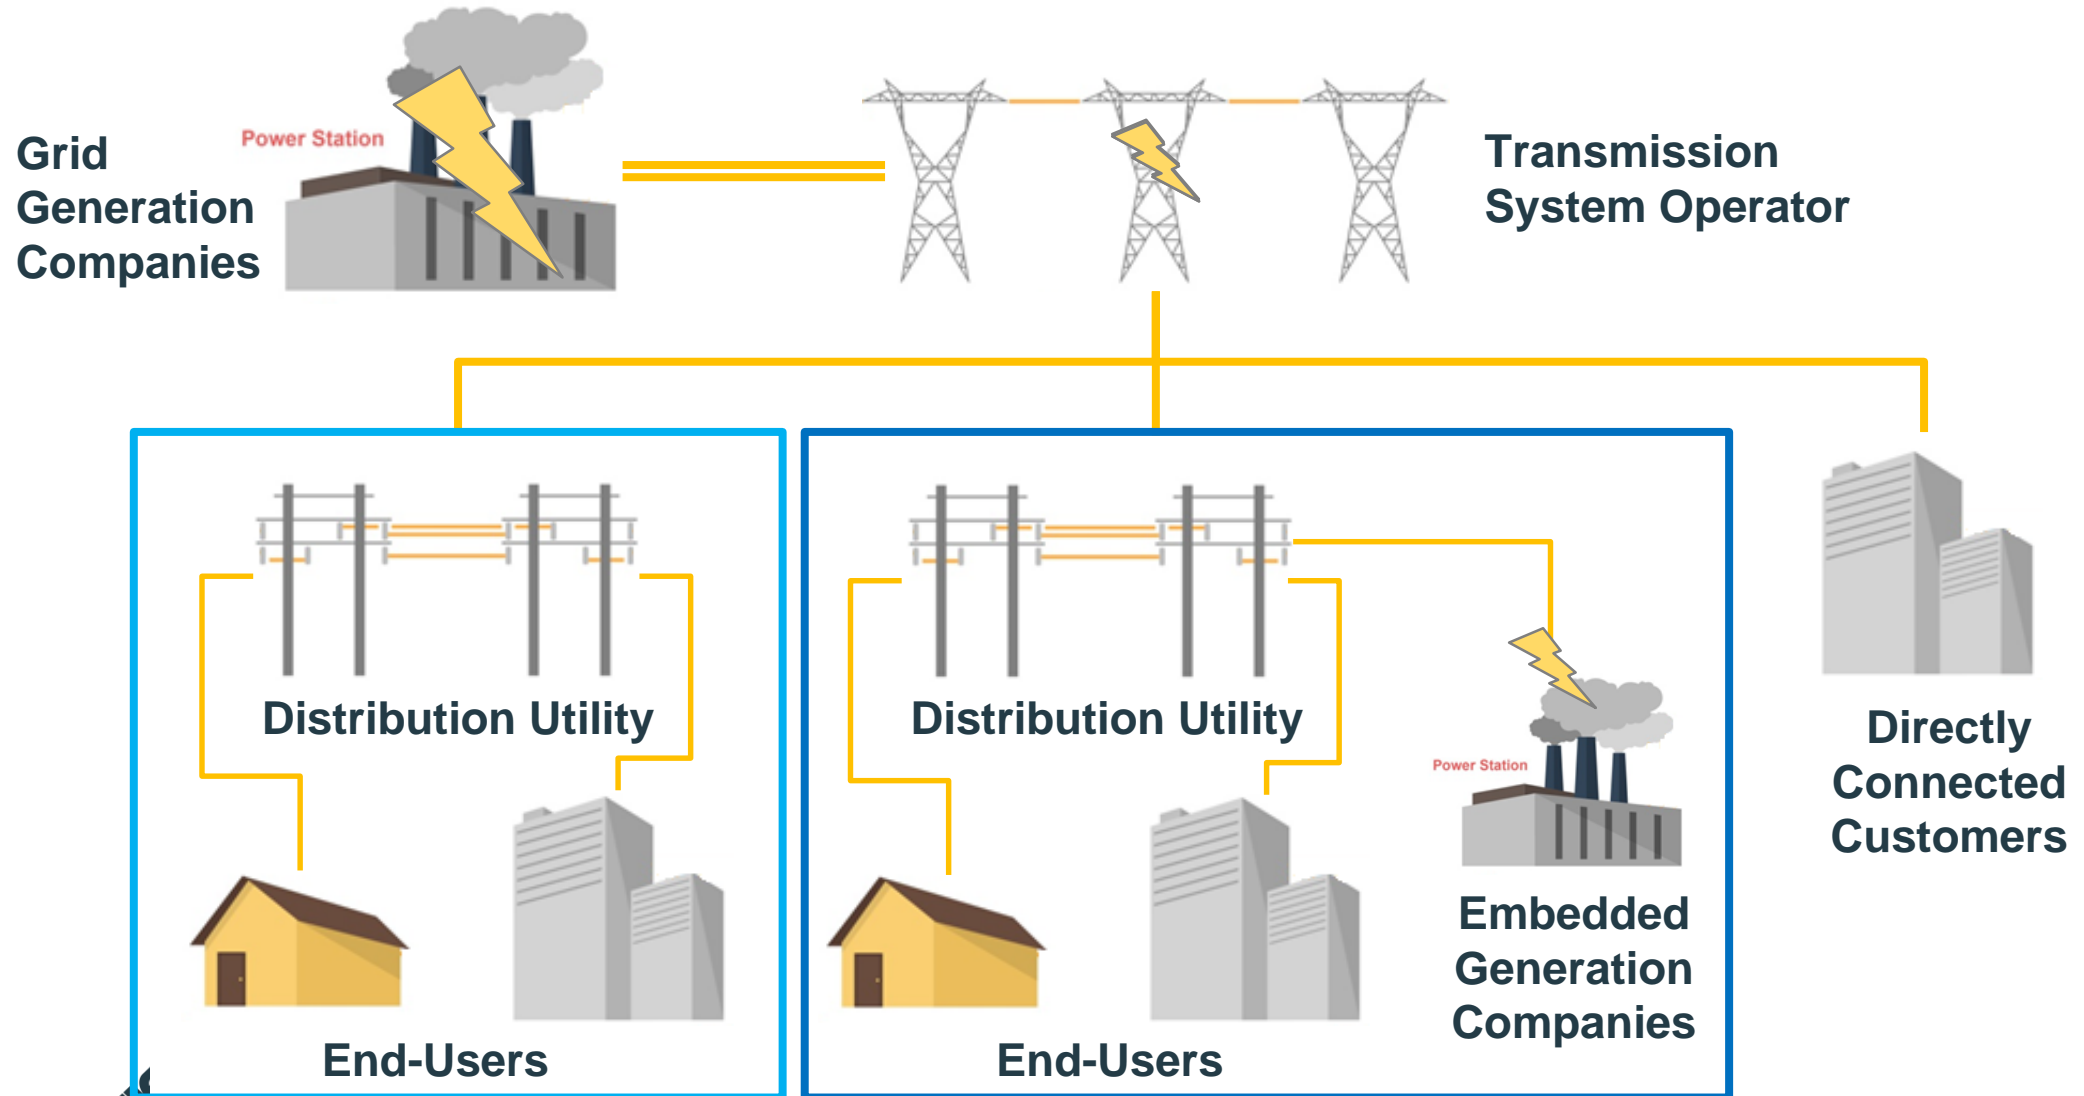 Power Station
Grid
Generation
Companies
Transmission
System Operator
Distribution Utility
End-Users
Distribution Utility
Power Station
Embedded
Generation
Companies
End-Users
Directly
Connected
Customers